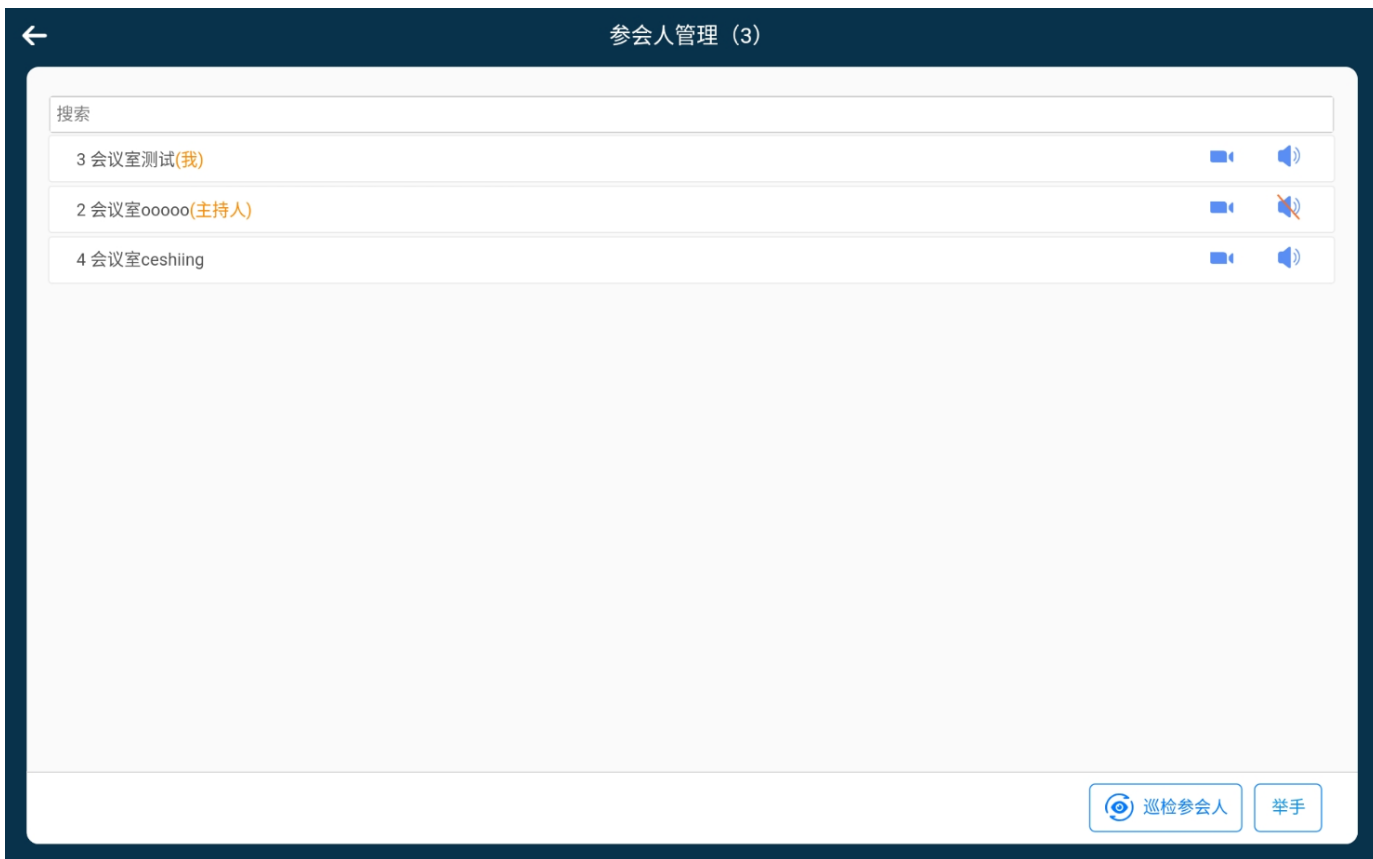 参会人管理（3）
搜索
3 会议室测试(我)
2 会议室ooooo(主持人)
4 会议室ceshiing
巡检参会人 举手